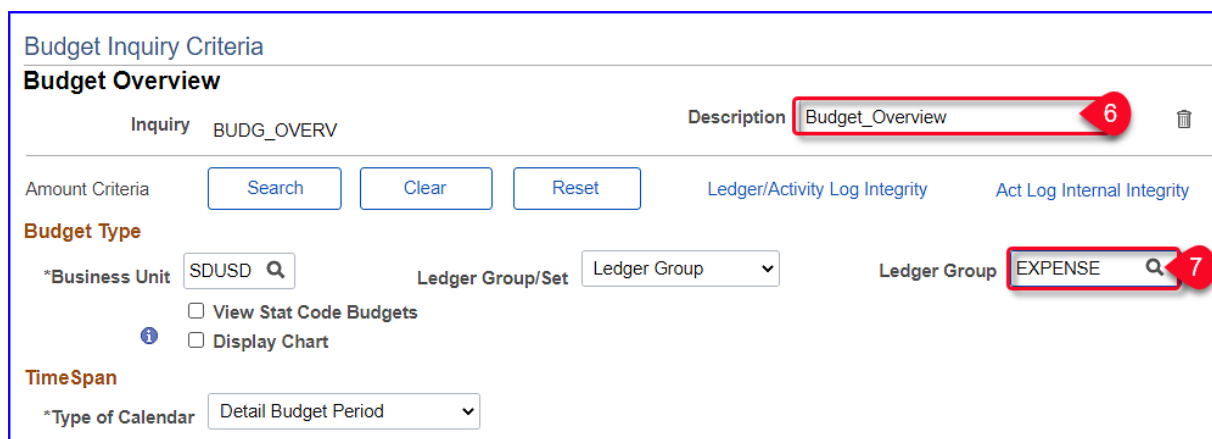 Budget Inquiry Criteria
Budget Overview
Inquiry BUDG_OVERV Description Budget_Overview 6
Amount Criteria Search Clear Reset Ledger/Activity Log Integrity Act Log Internal Integrity
Budget Type
*Business Unit SDUSD Ledger Group/Set Ledger Group Ledger Group EXPENSE 7
View Stat Code Budgets
Display Chart
TimeSpan
*Type of Calendar Detail Budget Period